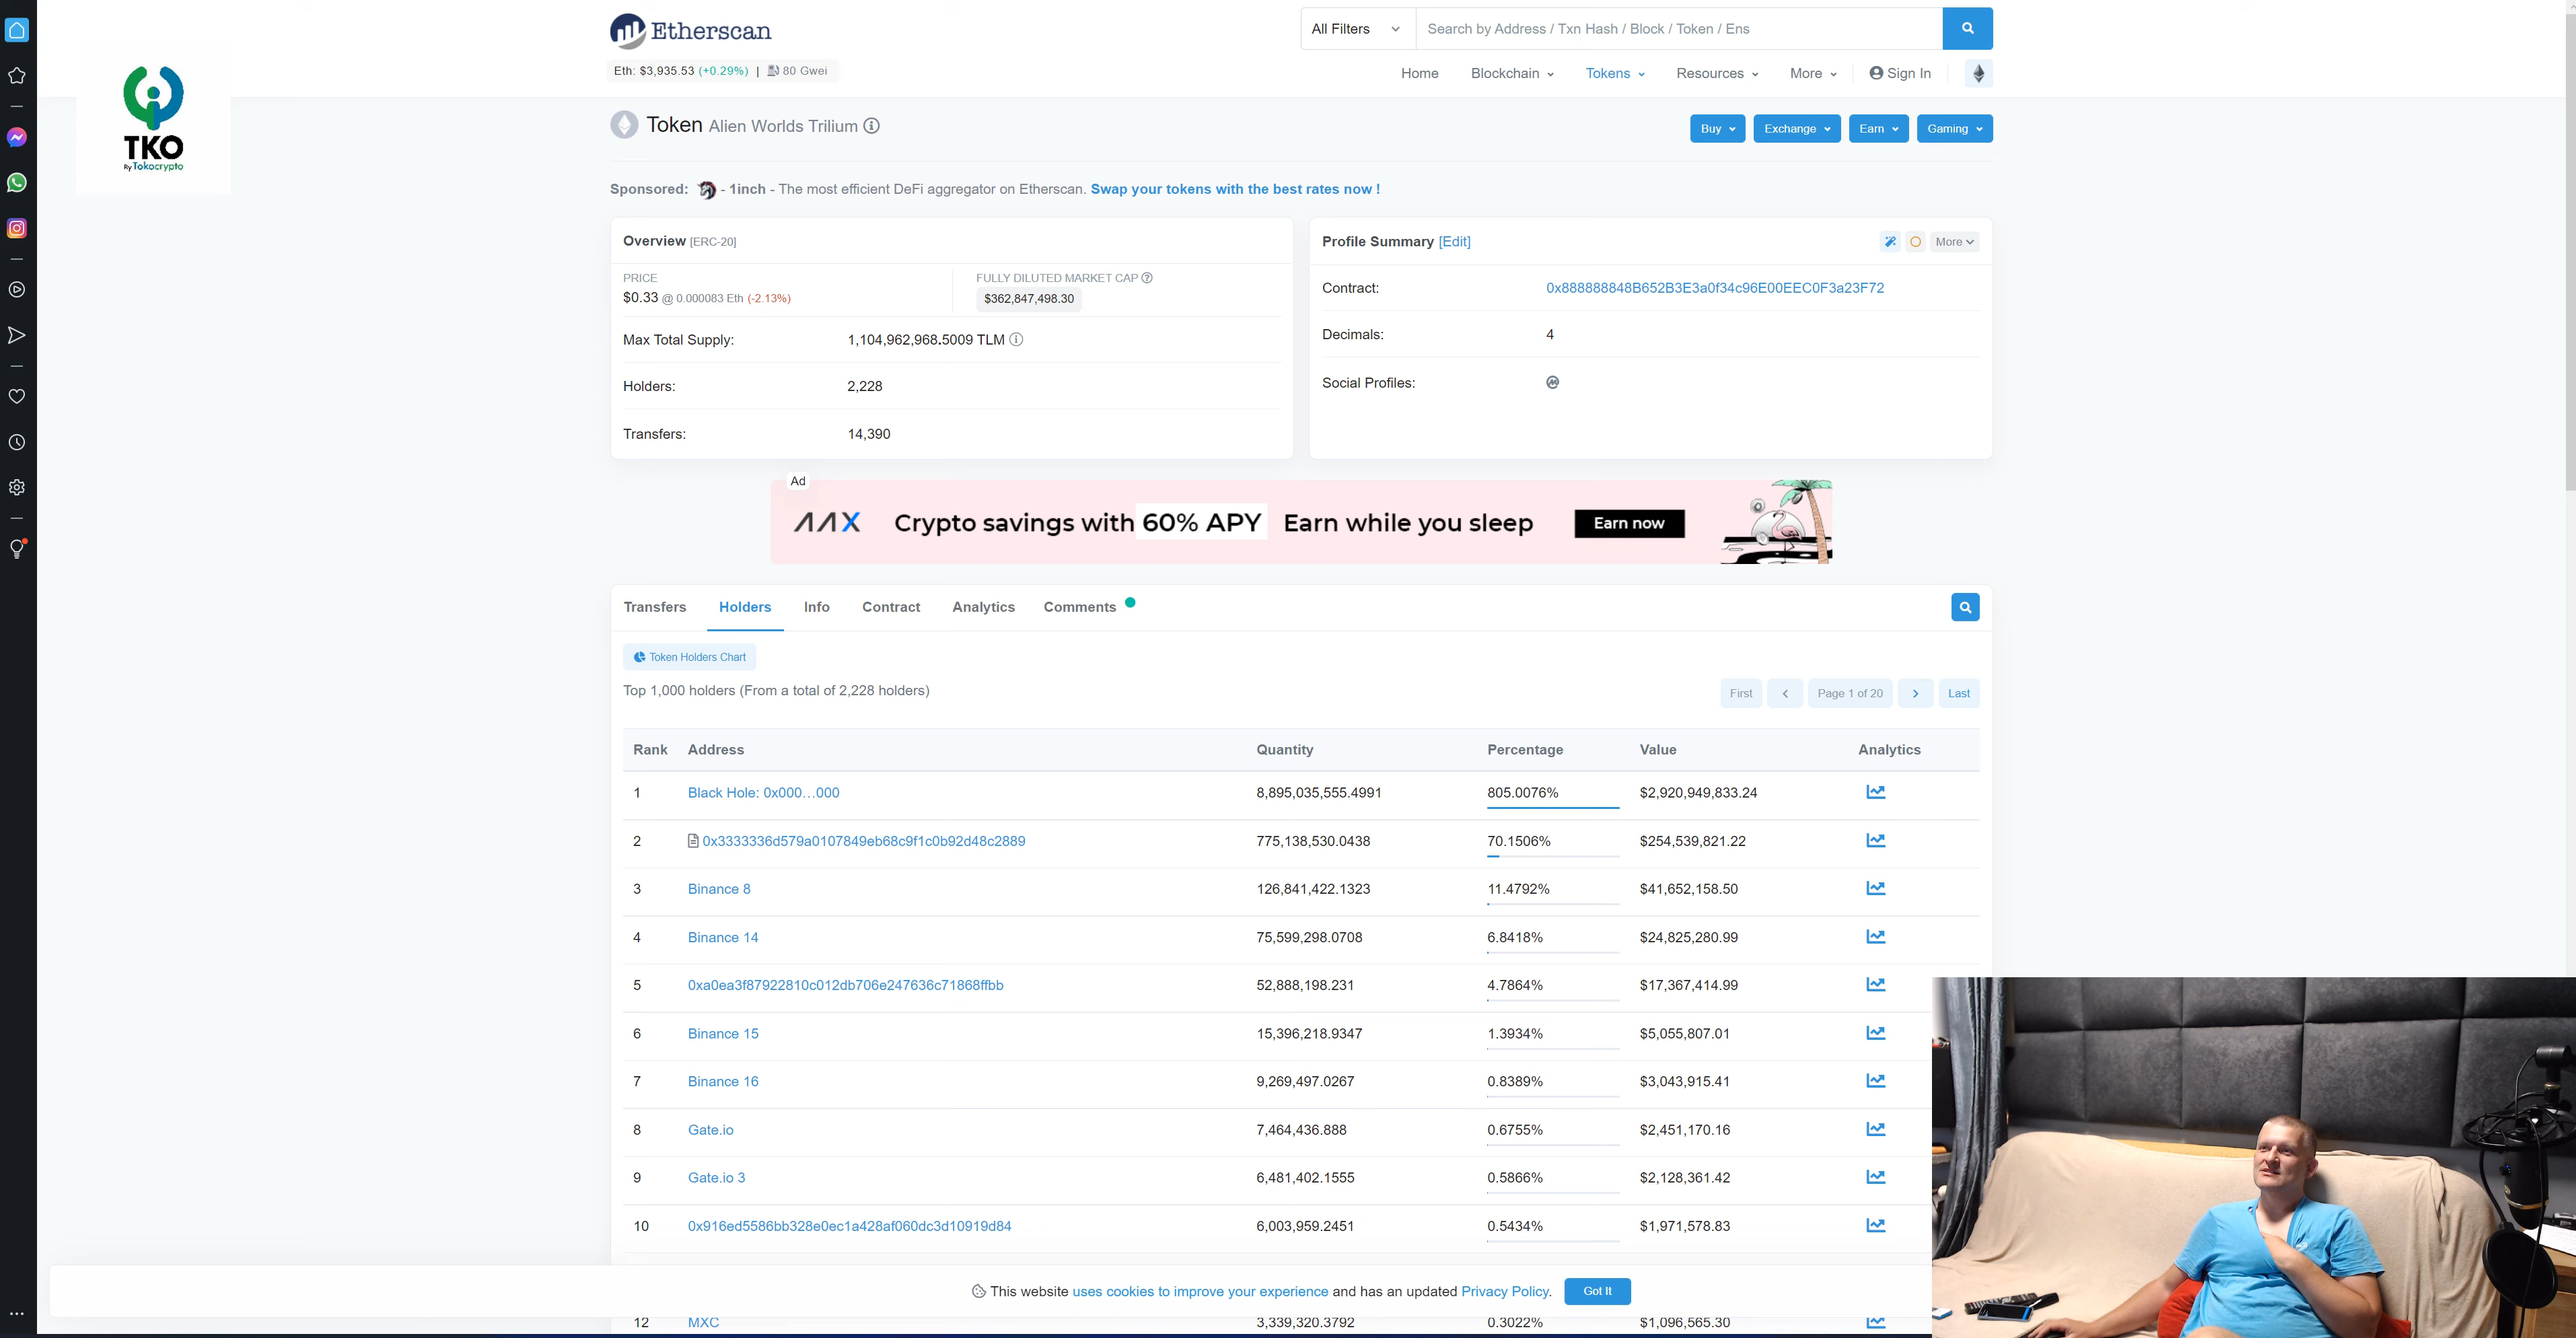 Etherscan
All Filters
Search by Address / Txn Hash / Block / Token / Ens
Eth: $3,935.53 (+0.29%) | 80 Gwei
Home Blockchain Tokens Resources More Sign In
TKO
By Tokocrypto
Token Alien Worlds Trilium
Buy Exchange Earn Gaming
Sponsored: - 1inch - The most efficient DeFi aggregator on Etherscan. Swap your tokens with the best rates now !
Overview [ERC-20]
PRICE
$0.33 @ 0.000083 Eth (-2.13%)
FULLY DILUTED MARKET CAP
$362,847,498.30
Max Total Supply: 1,104,962,968.5009 TLM
Holders: 2,228
Transfers: 14,390
Profile Summary [Edit]
More
Contract: 0x888888848B652B3E3a0f34c96E00EEC0F3a23F72
Decimals: 4
Social Profiles:
Ad
AAX Crypto savings with 60% APY Earn while you sleep Earn now
Transfers Holders Info Contract Analytics Comments
Token Holders Chart
Top 1,000 holders (From a total of 2,228 holders)
First Page 1 of 20 Last
Rank Address Quantity Percentage Value Analytics
1 Black Hole: 0x000...000 8,895,035,555.4991 805.0076% $2,920,949,833.24
2 0x3333336d579a0107849eb68c9f1c0b92d48c2889 775,138,530.0438 70.1506% $254,539,821.22
3 Binance 8 126,841,422.1323 11.4792% $41,652,158.50
4 Binance 14 75,599,298.0708 6.8418% $24,825,280.99
5 0xa0ea3f87922810c012db706e247636c71868ffbb 52,888,198.231 4.7864% $17,367,414.99
6 Binance 15 15,396,218.9347 1.3934% $5,055,807.01
7 Binance 16 9,269,497.0267 0.8389% $3,043,915.41
8 Gate.io 7,464,436.888 0.6755% $2,451,170.16
9 Gate.io 3 6,481,402.1555 0.5866% $2,128,361.42
10 0x916ed5586bb328e0ec1a428af060dc3d10919d84 6,003,959.2451 0.5434% $1,971,578.83
This website uses cookies to improve your experience and has an updated Privacy Policy. Got It
12 MXC 3,339,320.3792 0.3022% $1,096,565.30